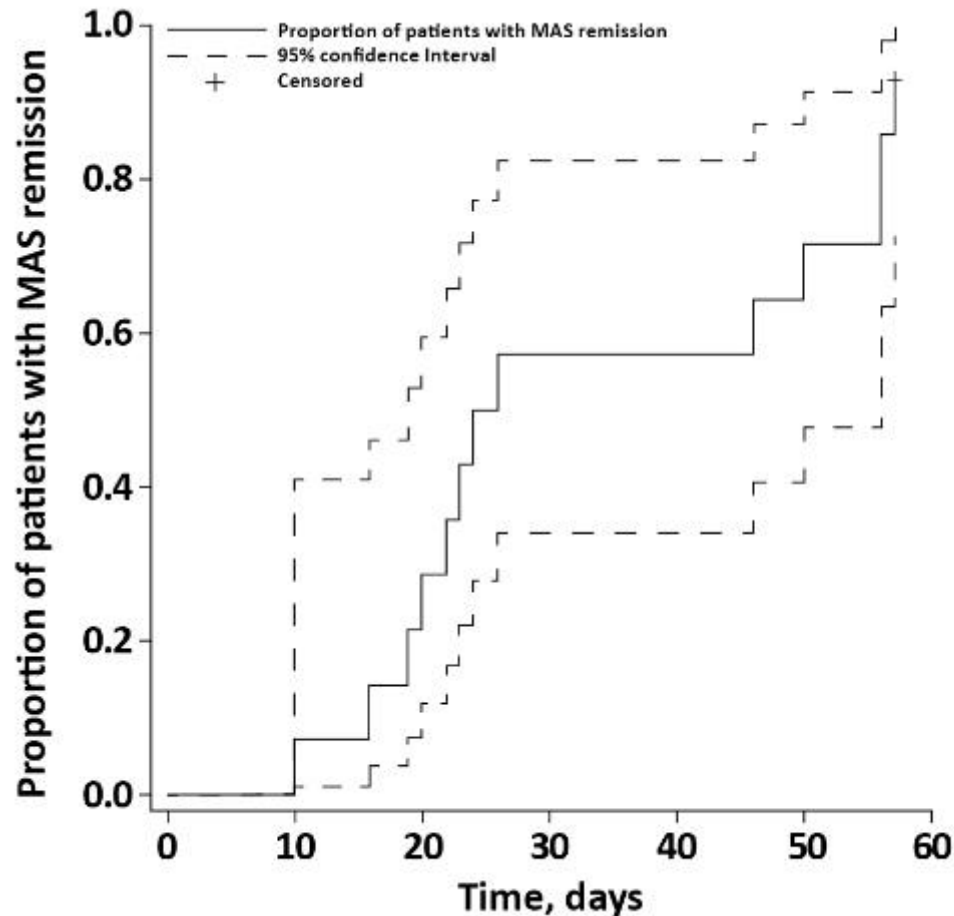 Proportion of patients with MAS remission
95% confidence Interval
Censored
Proportion of patients with MAS remission
1.0
0.8
0.6
0.4
0.2
0.0
0 10 20 30 40 50 60
Time, days